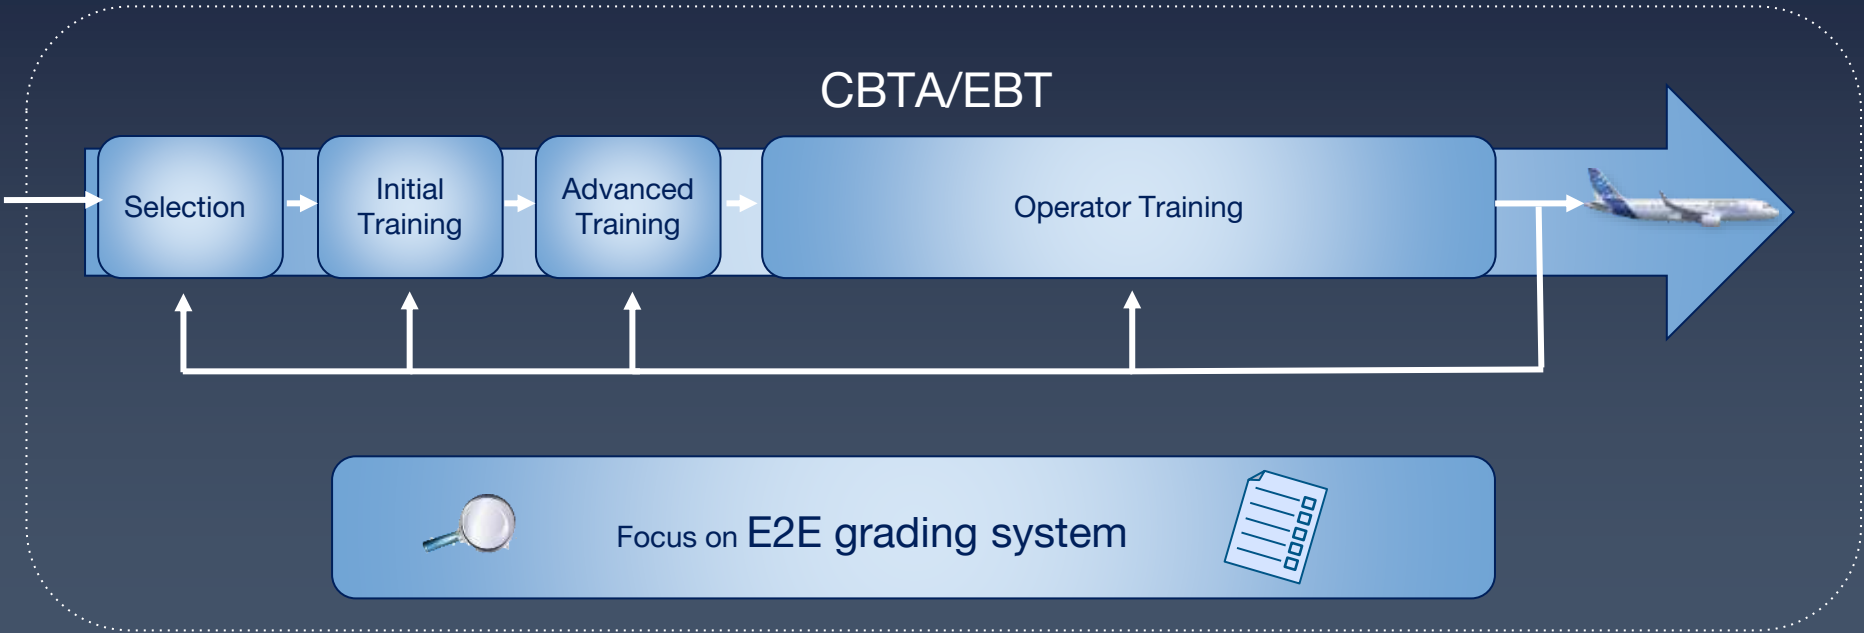 CBTA/EBT
Selection
Initial
Training
Advanced
Training
Operator Training
Focus on E2E grading system